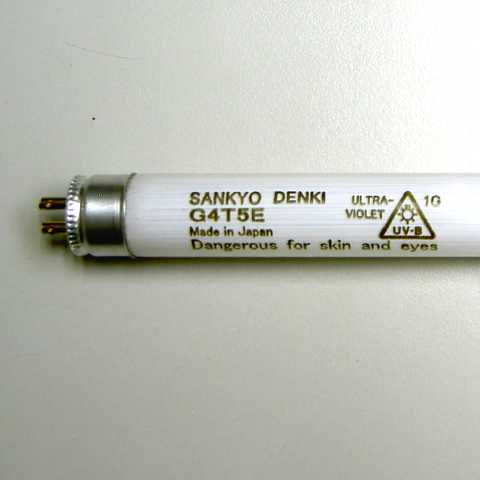 SANKYO DENKI
G4T5E
Made in Japan
Dangerous for skin and eyes
ULTRA-
VIOLET
UV-B
1G